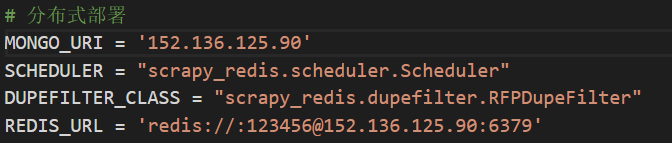 # 分布式部署
MONGO_URI = '152.136.125.90'
SCHEDULER = "scrapy_redis.scheduler.Scheduler"
DUPEFILTER_CLASS = "scrapy_redis.dupefilter.RFPDupeFilter"
REDIS_URL = 'redis://:123456@152.136.125.90:6379'